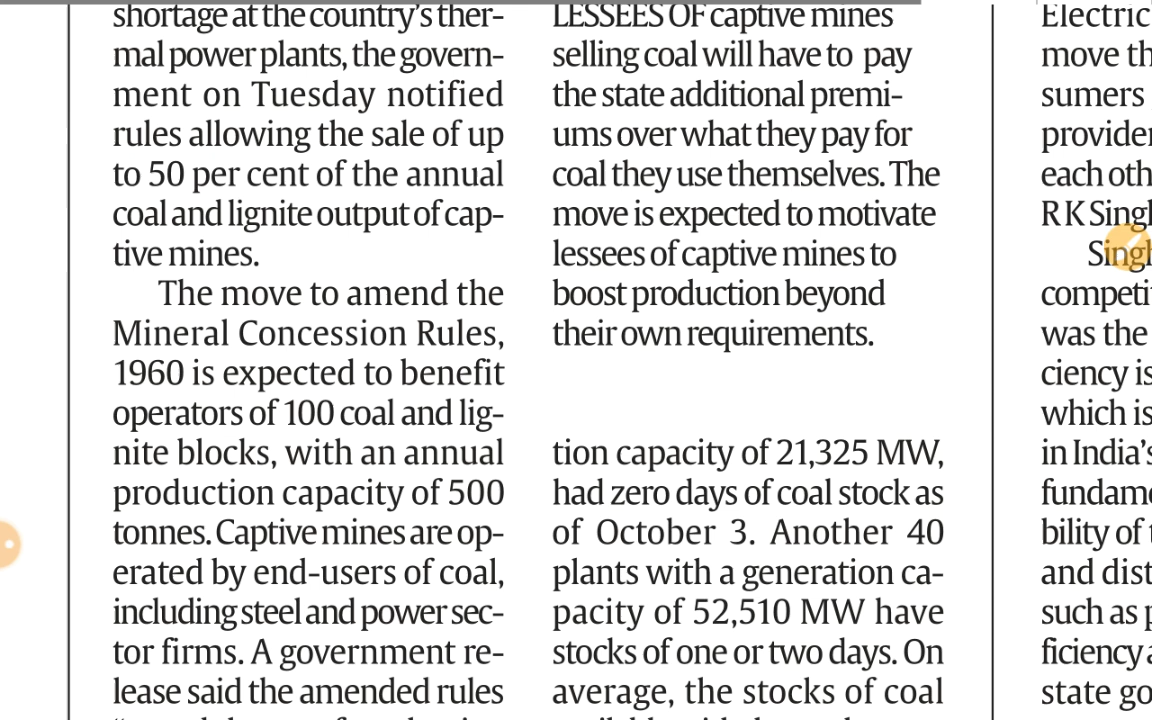 shortage at the country's ther-
mal power plants, the govern-
ment on Tuesday notified
rules allowing the sale of up
to 50 per cent of the annual
coal and lignite output of cap-
tive mines.
The move to amend the
Mineral Concession Rules,
1960 is expected to benefit
operators of 100 coal and lig-
nite blocks, with an annual
production capacity of 500
tonnes. Captive mines are op-
erated by end-users of coal,
including steel and power sec-
tor firms. A government re-
lease said the amended rules
LESSEES OF captive mines
selling coal will have to pay
the state additional premi-
ums over what they pay for
coal they use themselves. The
move is expected to motivate
lessees of captive mines to
boost production beyond
their own requirements.
tion capacity of 21,325 MW,
had zero days of coal stock as
of October 3. Another 40
plants with a generation ca-
pacity of 52,510 MW have
stocks of one or two days. On
average, the stocks of coal
Electric
move th
sumers
provider
each oth
R K Singh
Singh
competit
was the
ciency is
which is
in India's
fundame
bility of t
and dist
such as p
ficiency a
state go